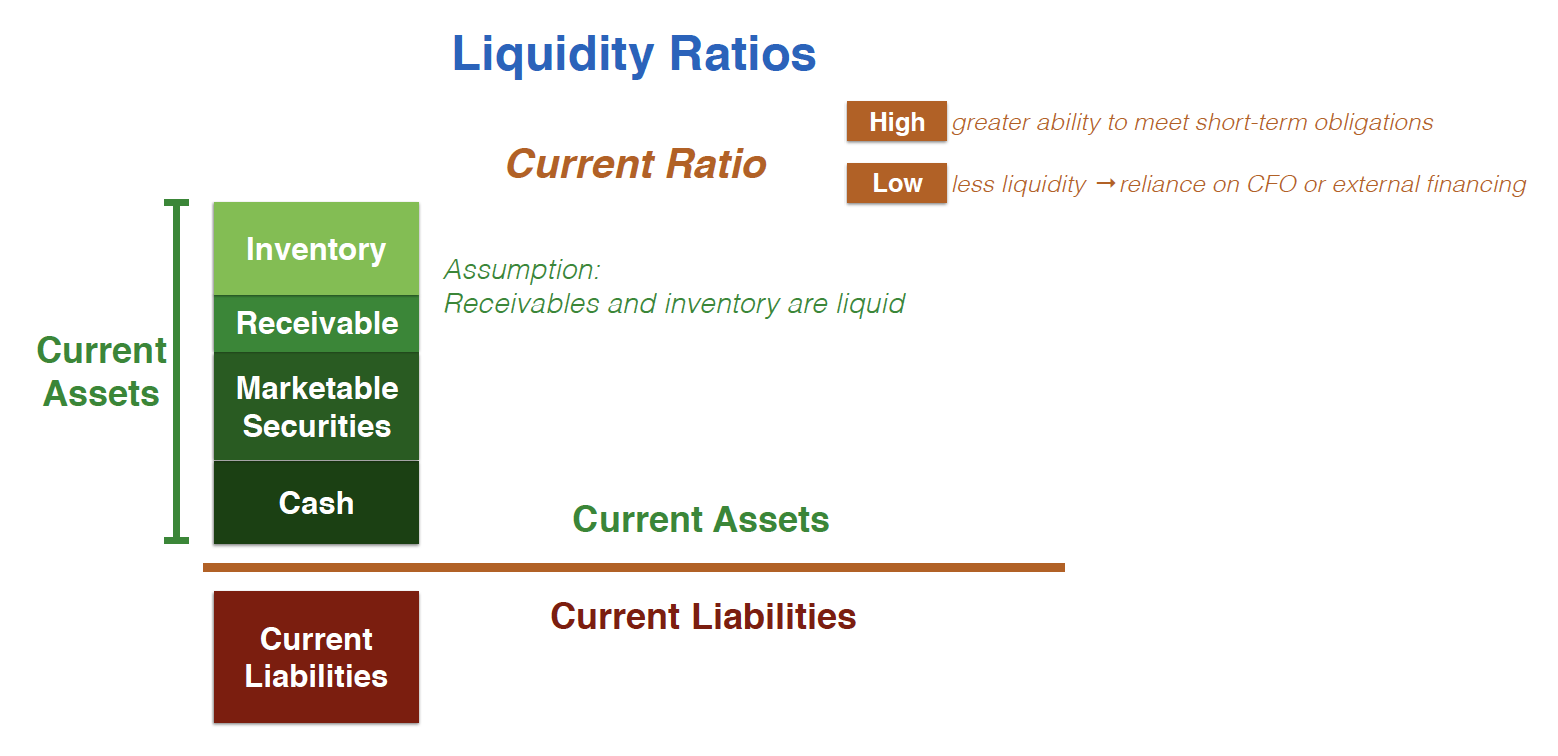 Liquidity Ratios
High
greater ability to meet short-term obligations
Current Ratio
Low
less liquidity → reliance on CFO or external financing
Inventory
Assumption:
Receivables and inventory are liquid
Receivable
Current
Assets
Marketable
Securities
Cash
Current Assets
Current Liabilities
Current
Liabilities